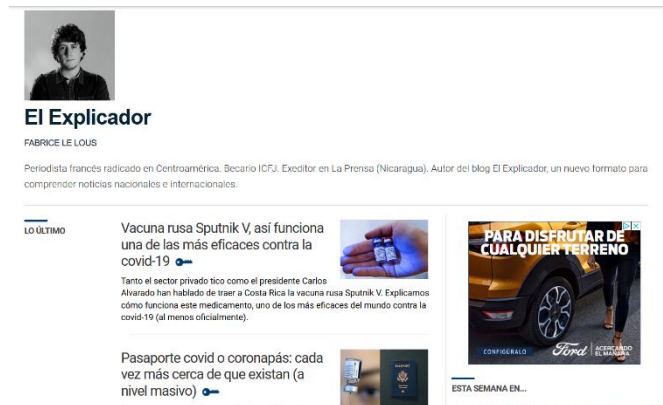 El Explicador
FABRICE LE LOUS
Periodista francés radicado en Centroamérica. Becario ICFJ. Exeditor en La Prensa (Nicaragua). Autor del blog El Explicador, un nuevo formato para
comprender noticias nacionales e internacionales.
LO ÚLTIMO
Vacuna rusa Sputnik V, así funciona
una de las más eficaces contra la
covid-19
Tanto el sector privado tico como el presidente Carlos
Alvarado han hablado de traer a Costa Rica la vacuna rusa Sputnik V. Explicamos
cómo funciona este medicamento, uno de los más eficaces del mundo contra la
covid-19 (al menos oficialmente).
Pasaporte covid o coronapás: cada
vez más cerca de que existan (a
nivel masivo)
PARA DISFRUTAR DE
CUALQUIER TERRENO
CONFIGÚRALO
Ford
ACERCANDO
EL MAÑANA
ESTA SEMANA EN...